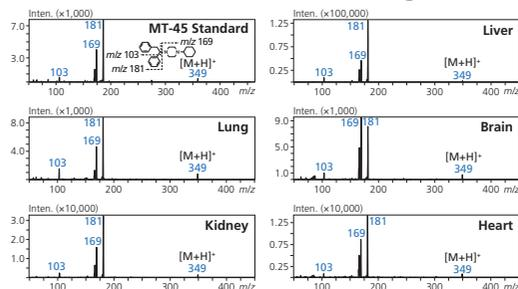 Inten. (×1,000)
MT-45 Standard
7.0
3.0
181
169
103
m/z 103
m/z 169
m/z 181
[M+H]+
349
100 200 300 400 m/z
Inten. (×100,000)
Liver
1.25
0.75
0.25
181
169
103
[M+H]+
349
100 200 300 400 m/z
Inten. (×1,000)
Lung
8.0
4.0
181
169
103
[M+H]+
349
100 200 300 400 m/z
Inten. (×1,000)
Brain
9.0
5.0
1.0
169 181
103
[M+H]+
349
100 200 300 400 m/z
Inten. (×10,000)
Kidney
3.0
2.0
1.0
181
169
103
[M+H]+
349
100 200 300 400 m/z
Inten. (×10,000)
Heart
1.25
0.75
0.25
181
169
103
[M+H]+
349
100 200 300 400 m/z